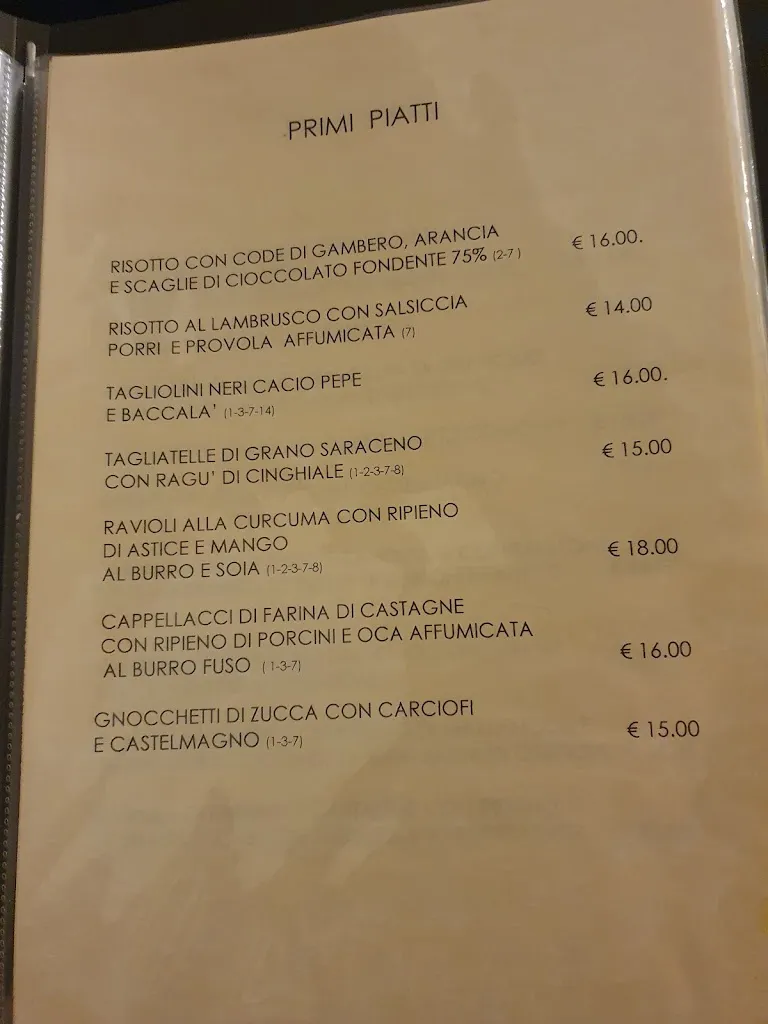 PRIMI PIATTI
RISOTTO CON CODE DI GAMBERO, ARANCIA
E SCAGLIE DI CIOCCOLATO FONDENTE 75% (2-7 )
€ 16.00.
RISOTTO AL LAMBRUSCO CON SALSICCIA
PORRI E PROVOLA AFFUMICATA (7)
€ 14.00
TAGLIOLINI NERI CACIO PEPE
E BACCALA' (1-3-7-14)
€ 16.00.
TAGLIATELLE DI GRANO SARACENO
CON RAGU' DI CINGHIALE (1-2-3-7-8)
€ 15.00
RAVIOLI ALLA CURCUMA CON RIPIENO
DI ASTICE E MANGO
AL BURRO E SOIA (1-2-3-7-8)
€ 18.00
CAPPELLACCI DI FARINA DI CASTAGNE
CON RIPIENO DI PORCINI E OCA AFFUMICATA
AL BURRO FUSO ( 1-3-7)
€ 16.00
GNOCCHETTI DI ZUCCA CON CARCIOFI
E CASTELMAGNO (1-3-7)
€ 15.00